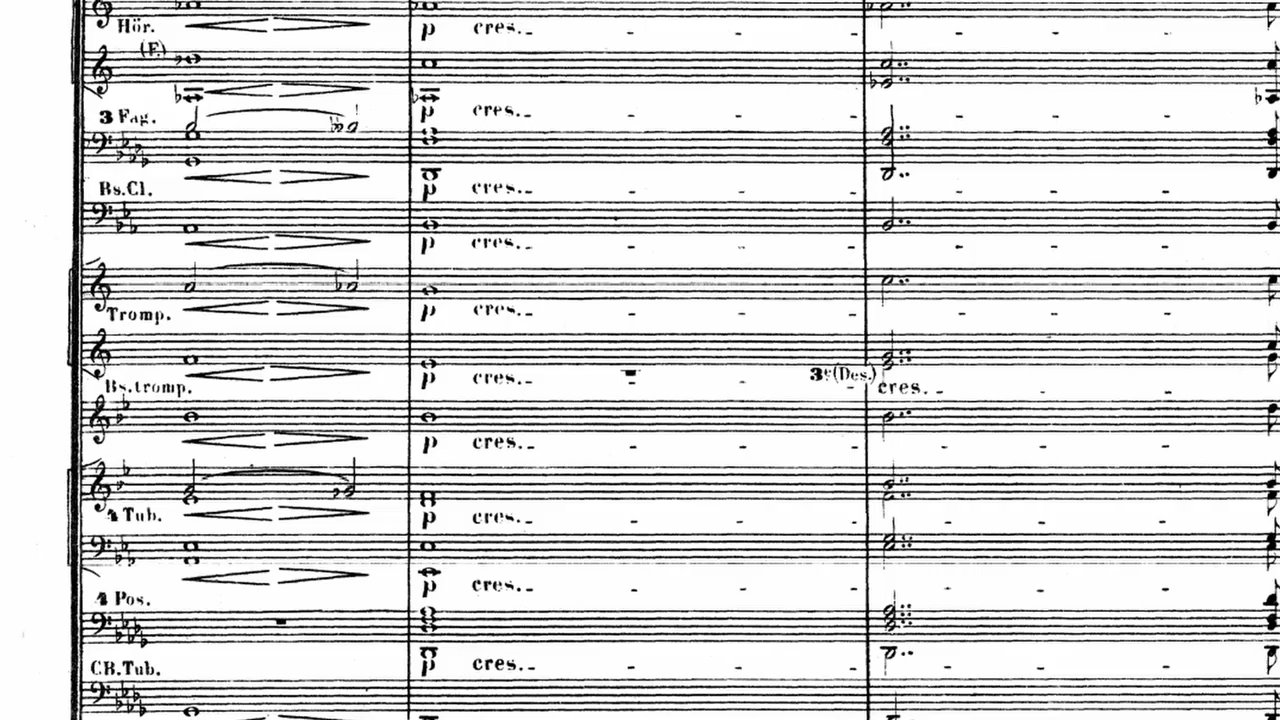 Hör.
p cres.
(F.)
p cres.
3 Fag.
p cres.
Bs.Cl.
p cres.
p cres.
Tromp.
p cres.
3e(Des.)
cres.
Bs.tromp.
p cres.
p cres.
4 Tub.
p cres.
4 Pos.
p cres.
CB.Tub.